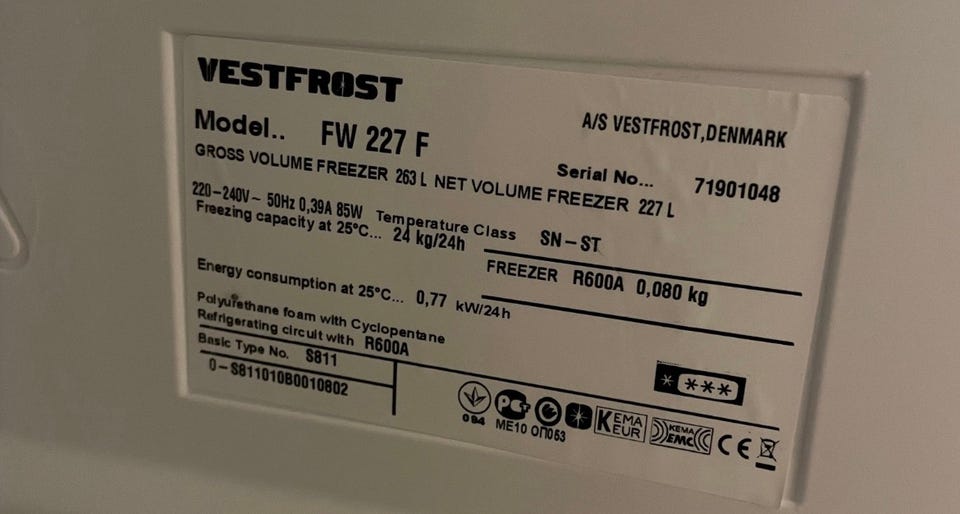 VESTFROST
A/S VESTFROST,DENMARK
Model.. FW 227 F
Serial No... 71901048
GROSS VOLUME FREEZER 263 L NET VOLUME FREEZER 227 L
220-240V~ 50Hz 0,39A 85W Temperature Class SN-ST
Freezing capacity at 25°C... 24 kg/24h
FREEZER R600A 0,080 kg
Energy consumption at 25°C... 0,77 kW/24h
Polyurethane foam with Cyclopentane
Refrigerating circuit with R600A
Basic Type No. S811
0-S811010B0010802
* ***
084 ME10 ОП053
KEMA EUR
KEMA EMC
CE